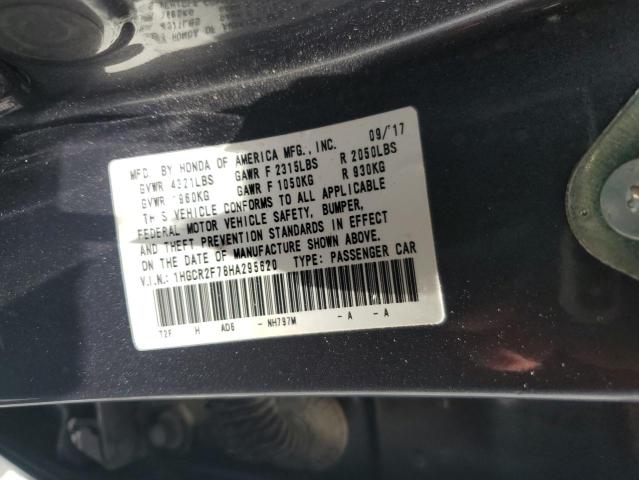 09/'17
MFD. BY HONDA OF AMERICA MFG., INC.
GVWR 4321LBS GAWR F 2315LBS R 2050LBS
GVWR 1960KG GAWR F 1050KG R 930KG
TH S VEHICLE CONFORMS TO ALL APPLICABLE
FEDERAL MOTOR VEHICLE SAFETY, BUMPER,
AND THEFT PREVENTION STANDARDS IN EFFECT
ON THE DATE OF MANUFACTURE SHOWN ABOVE.
V.I.N.: 1HGCR2F78HA295620 TYPE: PASSENGER CAR
T2F H AD6 - NH797M - A - A